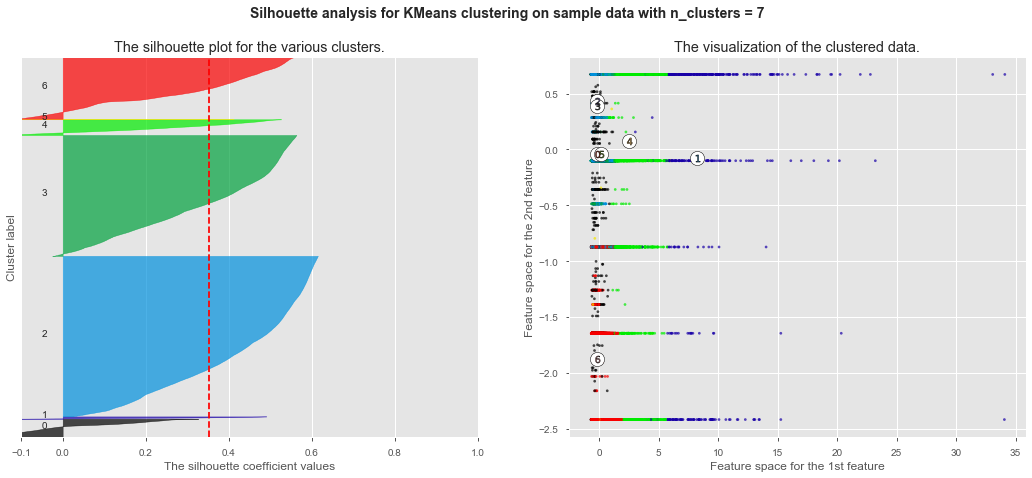 Silhouette analysis for KMeans clustering on sample data with n_clusters = 7
The silhouette plot for the various clusters.
6
5
4
3
2
1
0
Cluster label
−0.1 0.0 0.2 0.4 0.6 0.8 1.0
The silhouette coefficient values
The visualization of the clustered data.
0.5
0.0
−0.5
−1.0
−1.5
−2.0
−2.5
Feature space for the 2nd feature
2
3
4
0 5
1
6
0 5 10 15 20 25 30 35
Feature space for the 1st feature